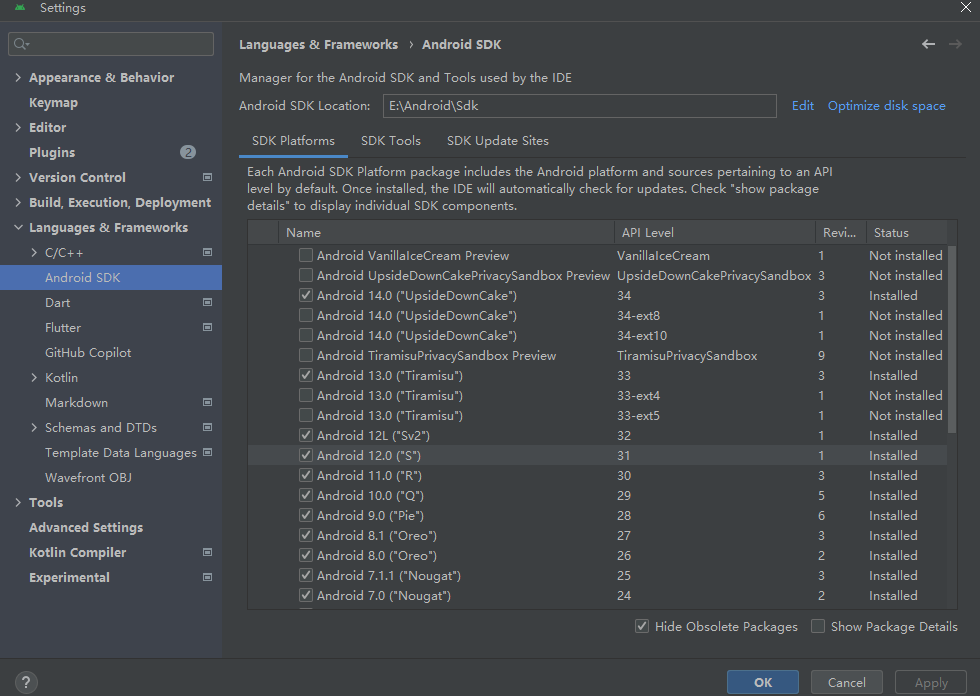 Settings
Appearance & Behavior
Keymap
Editor
Plugins
2
Version Control
Build, Execution, Deployment
Languages & Frameworks
C/C++
Android SDK
Dart
Flutter
GitHub Copilot
Kotlin
Markdown
Schemas and DTDs
Template Data Languages
Wavefront OBJ
Tools
Advanced Settings
Kotlin Compiler
Experimental
Languages & Frameworks › Android SDK
Manager for the Android SDK and Tools used by the IDE
Android SDK Location: E:\Android\Sdk Edit Optimize disk space
SDK Platforms SDK Tools SDK Update Sites
Each Android SDK Platform package includes the Android platform and sources pertaining to an API
level by default. Once installed, the IDE will automatically check for updates. Check "show package
details" to display individual SDK components.
Name API Level Revi... Status
Android VanillaIceCream Preview VanillaIceCream 1 Not installed
Android UpsideDownCakePrivacySandbox Preview UpsideDownCakePrivacySandbox 3 Not installed
Android 14.0 ("UpsideDownCake") 34 3 Installed
Android 14.0 ("UpsideDownCake") 34-ext8 1 Not installed
Android 14.0 ("UpsideDownCake") 34-ext10 1 Not installed
Android TiramisuPrivacySandbox Preview TiramisuPrivacySandbox 9 Not installed
Android 13.0 ("Tiramisu") 33 3 Installed
Android 13.0 ("Tiramisu") 33-ext4 1 Not installed
Android 13.0 ("Tiramisu") 33-ext5 1 Not installed
Android 12L ("Sv2") 32 1 Installed
Android 12.0 ("S") 31 1 Installed
Android 11.0 ("R") 30 3 Installed
Android 10.0 ("Q") 29 5 Installed
Android 9.0 ("Pie") 28 6 Installed
Android 8.1 ("Oreo") 27 3 Installed
Android 8.0 ("Oreo") 26 2 Installed
Android 7.1.1 ("Nougat") 25 3 Installed
Android 7.0 ("Nougat") 24 2 Installed
Hide Obsolete Packages Show Package Details
? OK Cancel Apply